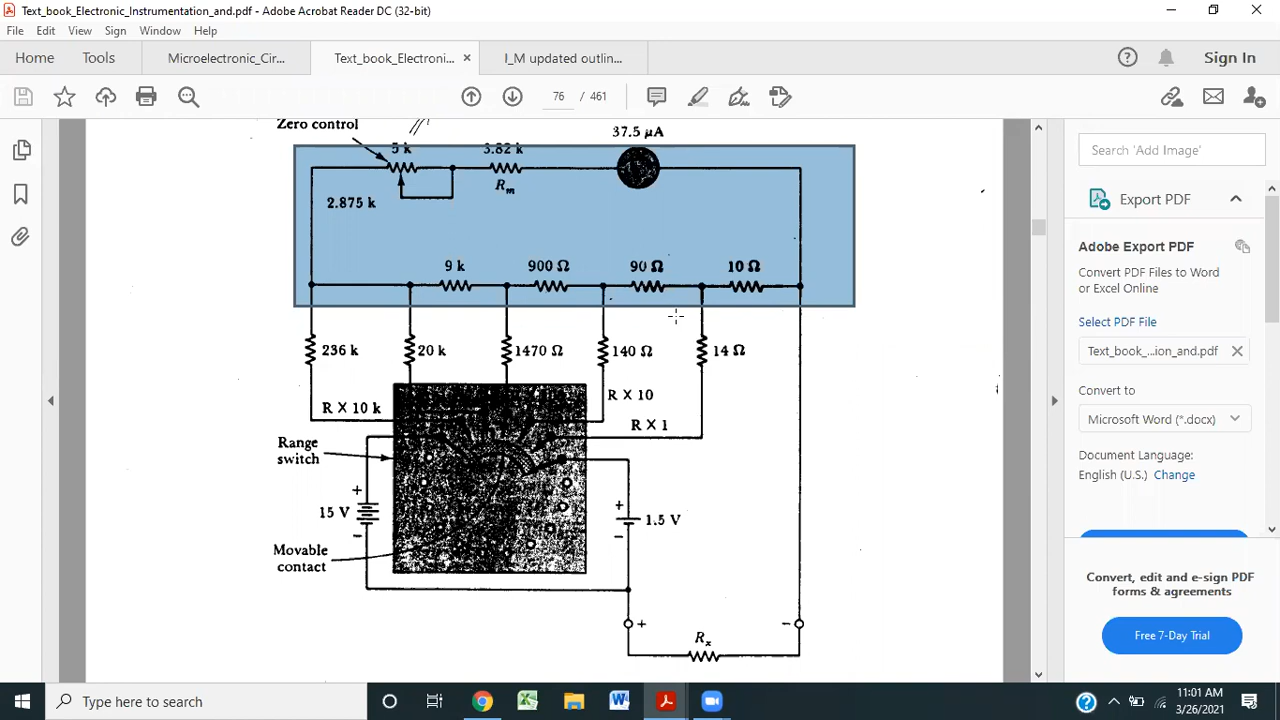 Text_book_Electronic_Instrumentation_and.pdf - Adobe Acrobat Reader DC (32-bit)
File Edit View Sign Window Help
Home Tools Microelectronic_Cir... Text_book_Electroni... × I_M updated outlin... Sign In
76 / 461
Zero control
5 k
3.82 k
37.5 µA
Rm
2.875 k
9 k 900 Ω 90 Ω 10 Ω
236 k 20 k 1470 Ω 140 Ω 14 Ω
R X 10 k
R X 10
R X 1
Range
switch
+
15 V
-
+
1.5 V
-
Movable
contact
+
-
Rx
Search 'Add Image'
Export PDF
Adobe Export PDF
Convert PDF Files to Word
or Excel Online
Select PDF File
Text_book_...ion_and.pdf ×
Convert to
Microsoft Word (*.docx)
Document Language:
English (U.S.) Change
Convert, edit and e-sign PDF
forms & agreements
Free 7-Day Trial
Type here to search
11:01 AM
3/26/2021